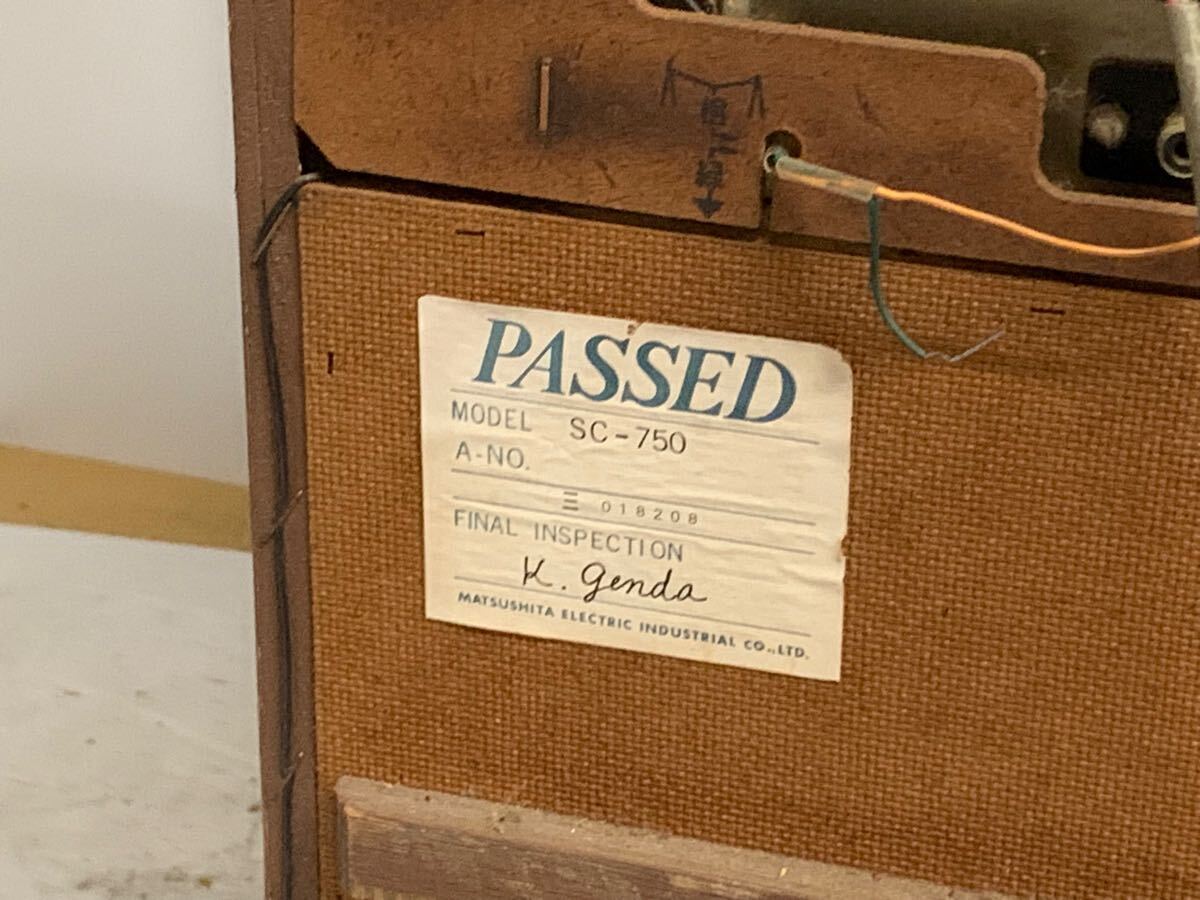 PASSED
MODEL SC-750
A-NO.
三 018208
FINAL INSPECTION
K. Genda
MATSUSHITA ELECTRIC INDUSTRIAL CO.,LTD.